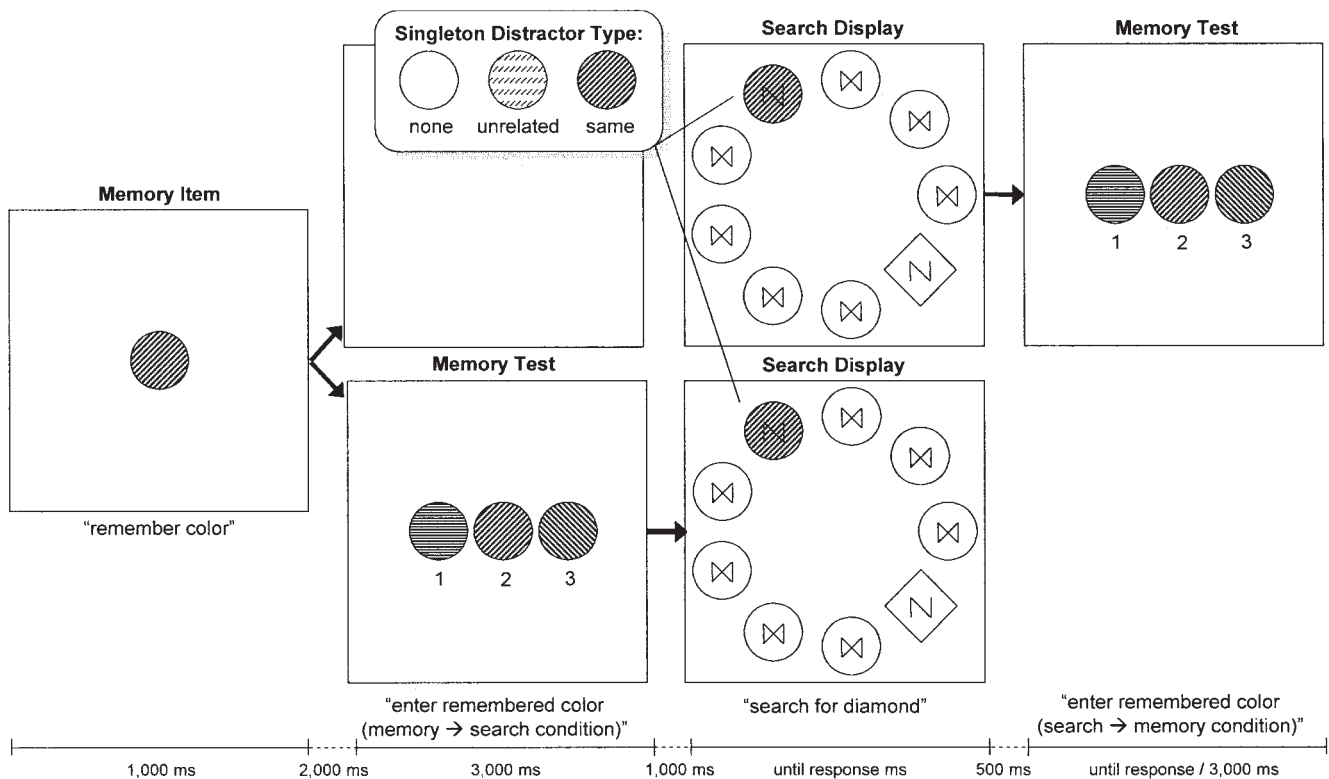 Singleton Distractor Type:
none unrelated same
Search Display
Memory Test
1 2 3
Memory Item
"remember color"
Memory Test
1 2 3
"enter remembered color
(memory → search condition)"
Search Display
"search for diamond"
"enter remembered color
(search → memory condition)"
1,000 ms 2,000 ms 3,000 ms 1,000 ms until response ms 500 ms until response / 3,000 ms